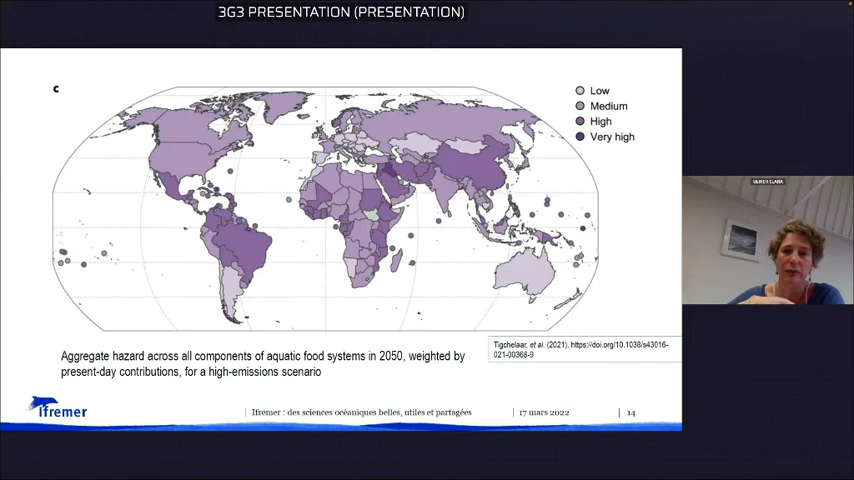 3G3 PRESENTATION (PRESENTATION)
c
Low
Medium
High
Very high
ULRICH CLARA
Tigchelaar, et al. (2021). https://doi.org/10.1038/s43016-
021-00368-9
Aggregate hazard across all components of aquatic food systems in 2050, weighted by
present-day contributions, for a high-emissions scenario
ifremer
Ifremer : des sciences océaniques belles, utiles et partagées
17 mars 2022
14